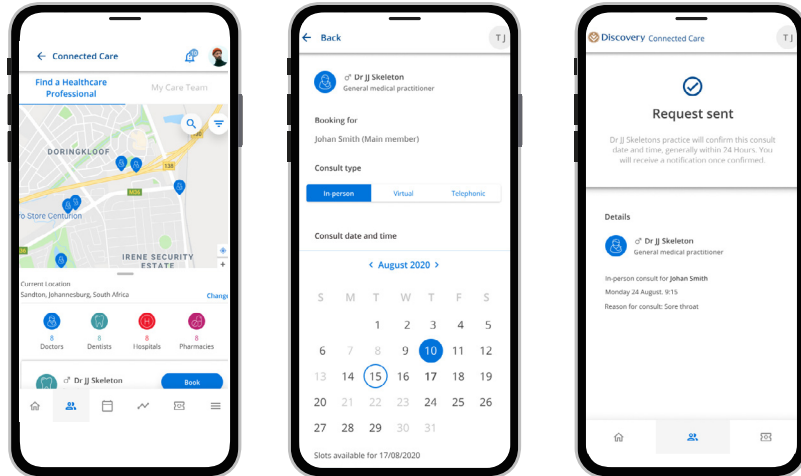 Connected Care
Find a Healthcare
Professional
My Care Team
DORINGKLOOF
M26
138
o-Store Centurion
IRENE SECURITY
ESTATE
Current Location
Sandton, Johannesburg, South Africa
Change
8
Doctors
8
Dentists
8
Hospitals
8
Pharmacies
♂ Dr JJ Skeleton
Book
Back
TJ
♂ Dr JJ Skeleton
General medical practitioner
Booking for
Johan Smith (Main member)
Consult type
In-person Virtual Telephonic
Consult date and time
< August 2020 >
S M T W T F S
1 2 3 4 5
6 7 8 9 10 11 12
13 14 15 16 17 18 19
20 21 22 23 24 25 26
27 28 29 30 31
Slots available for 17/08/2020
Discovery Connected Care
TJ
Request sent
Dr JJ Skeletons practice will confirm this consult
date and time, generally within 24 Hours. You
will receive a notification once confirmed.
Details
♂ Dr JJ Skeleton
General medical practitioner
In-person consult for Johan Smith
Monday 24 August. 9:15
Reason for consult: Sore throat